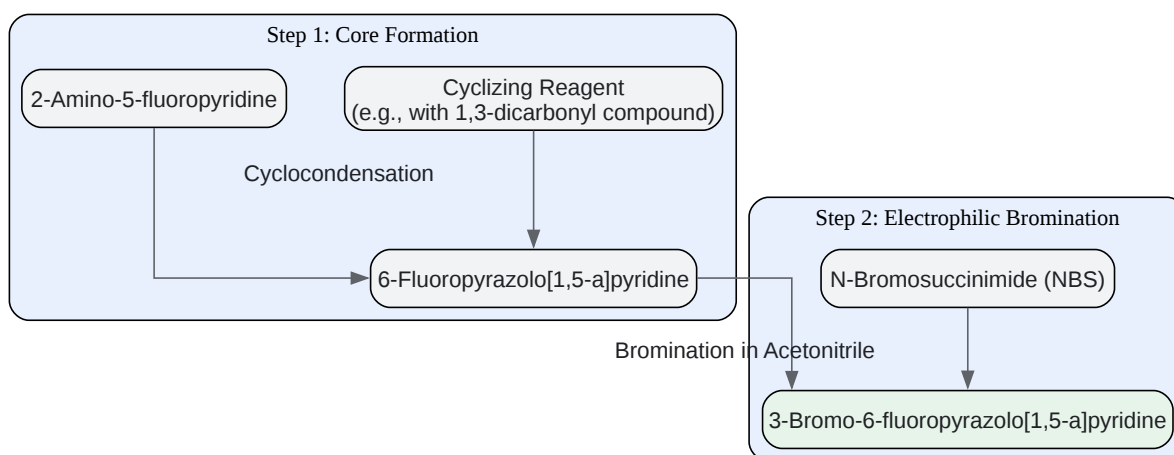 Step 1: Core Formation
2-Amino-5-fluoropyridine
Cyclizing Reagent
(e.g., with 1,3-dicarbonyl compound)
Cyclocondensation
6-Fluoropyrazolo[1,5-a]pyridine
Step 2: Electrophilic Bromination
N-Bromosuccinimide (NBS)
Bromination in Acetonitrile
3-Bromo-6-fluoropyrazolo[1,5-a]pyridine